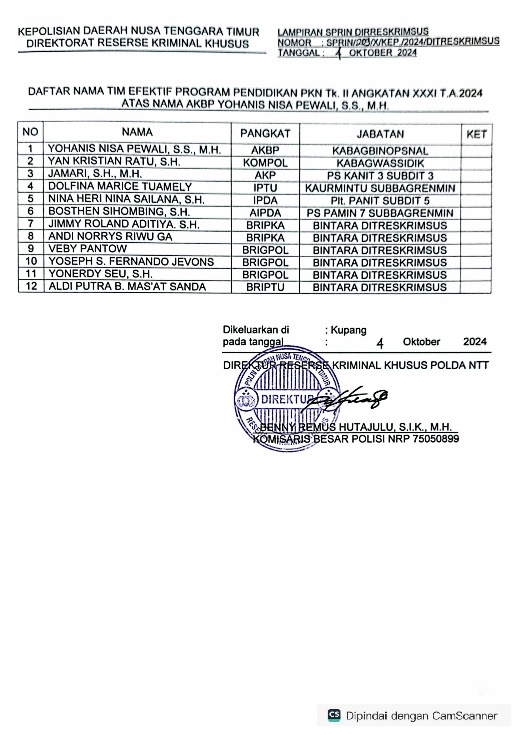 KEPOLISIAN DAERAH NUSA TENGGARA TIMUR
DIREKTORAT RESERSE KRIMINAL KHUSUS
LAMPIRAN SPRIN DIRRESKRIMSUS
NOMOR : SPRIN/203/X/KEP./2024/DITRESKRIMSUS
TANGGAL : 4 OKTOBER 2024
DAFTAR NAMA TIM EFEKTIF PROGRAM PENDIDIKAN PKN Tk. II ANGKATAN XXXI T.A.2024
ATAS NAMA AKBP YOHANIS NISA PEWALI, S.S., M.H.
NO NAMA PANGKAT JABATAN KET
1 YOHANIS NISA PEWALI, S.S., M.H. AKBP KABAGBINOPSNAL
2 YAN KRISTIAN RATU, S.H. KOMPOL KABAGWASSIDIK
3 JAMARI, S.H., M.H. AKP PS KANIT 3 SUBDIT 3
4 DOLFINA MARICE TUAMELY IPTU KAURMINTU SUBBAGRENMIN
5 NINA HERI NINA SAILANA, S.H. IPDA Plt. PANIT SUBDIT 5
6 BOSTHEN SIHOMBING, S.H. AIPDA PS PAMIN 7 SUBBAGRENMIN
7 JIMMY ROLAND ADITIYA. S.H. BRIPKA BINTARA DITRESKRIMSUS
8 ANDI NORRYS RIWU GA BRIPKA BINTARA DITRESKRIMSUS
9 VEBY PANTOW BRIGPOL BINTARA DITRESKRIMSUS
10 YOSEPH S. FERNANDO JEVONS BRIGPOL BINTARA DITRESKRIMSUS
11 YONERDY SEU, S.H. BRIGPOL BINTARA DITRESKRIMSUS
12 ALDI PUTRA B. MAS'AT SANDA BRIPTU BINTARA DITRESKRIMSUS
Dikeluarkan di : Kupang
pada tanggal : 4 Oktober 2024
DIREKTUR RESERSE KRIMINAL KHUSUS POLDA NTT
DIREKTUR
BENNY REMUS HUTAJULU, S.I.K., M.H.
KOMISARIS BESAR POLISI NRP 75050899
CS Dipindai dengan CamScanner